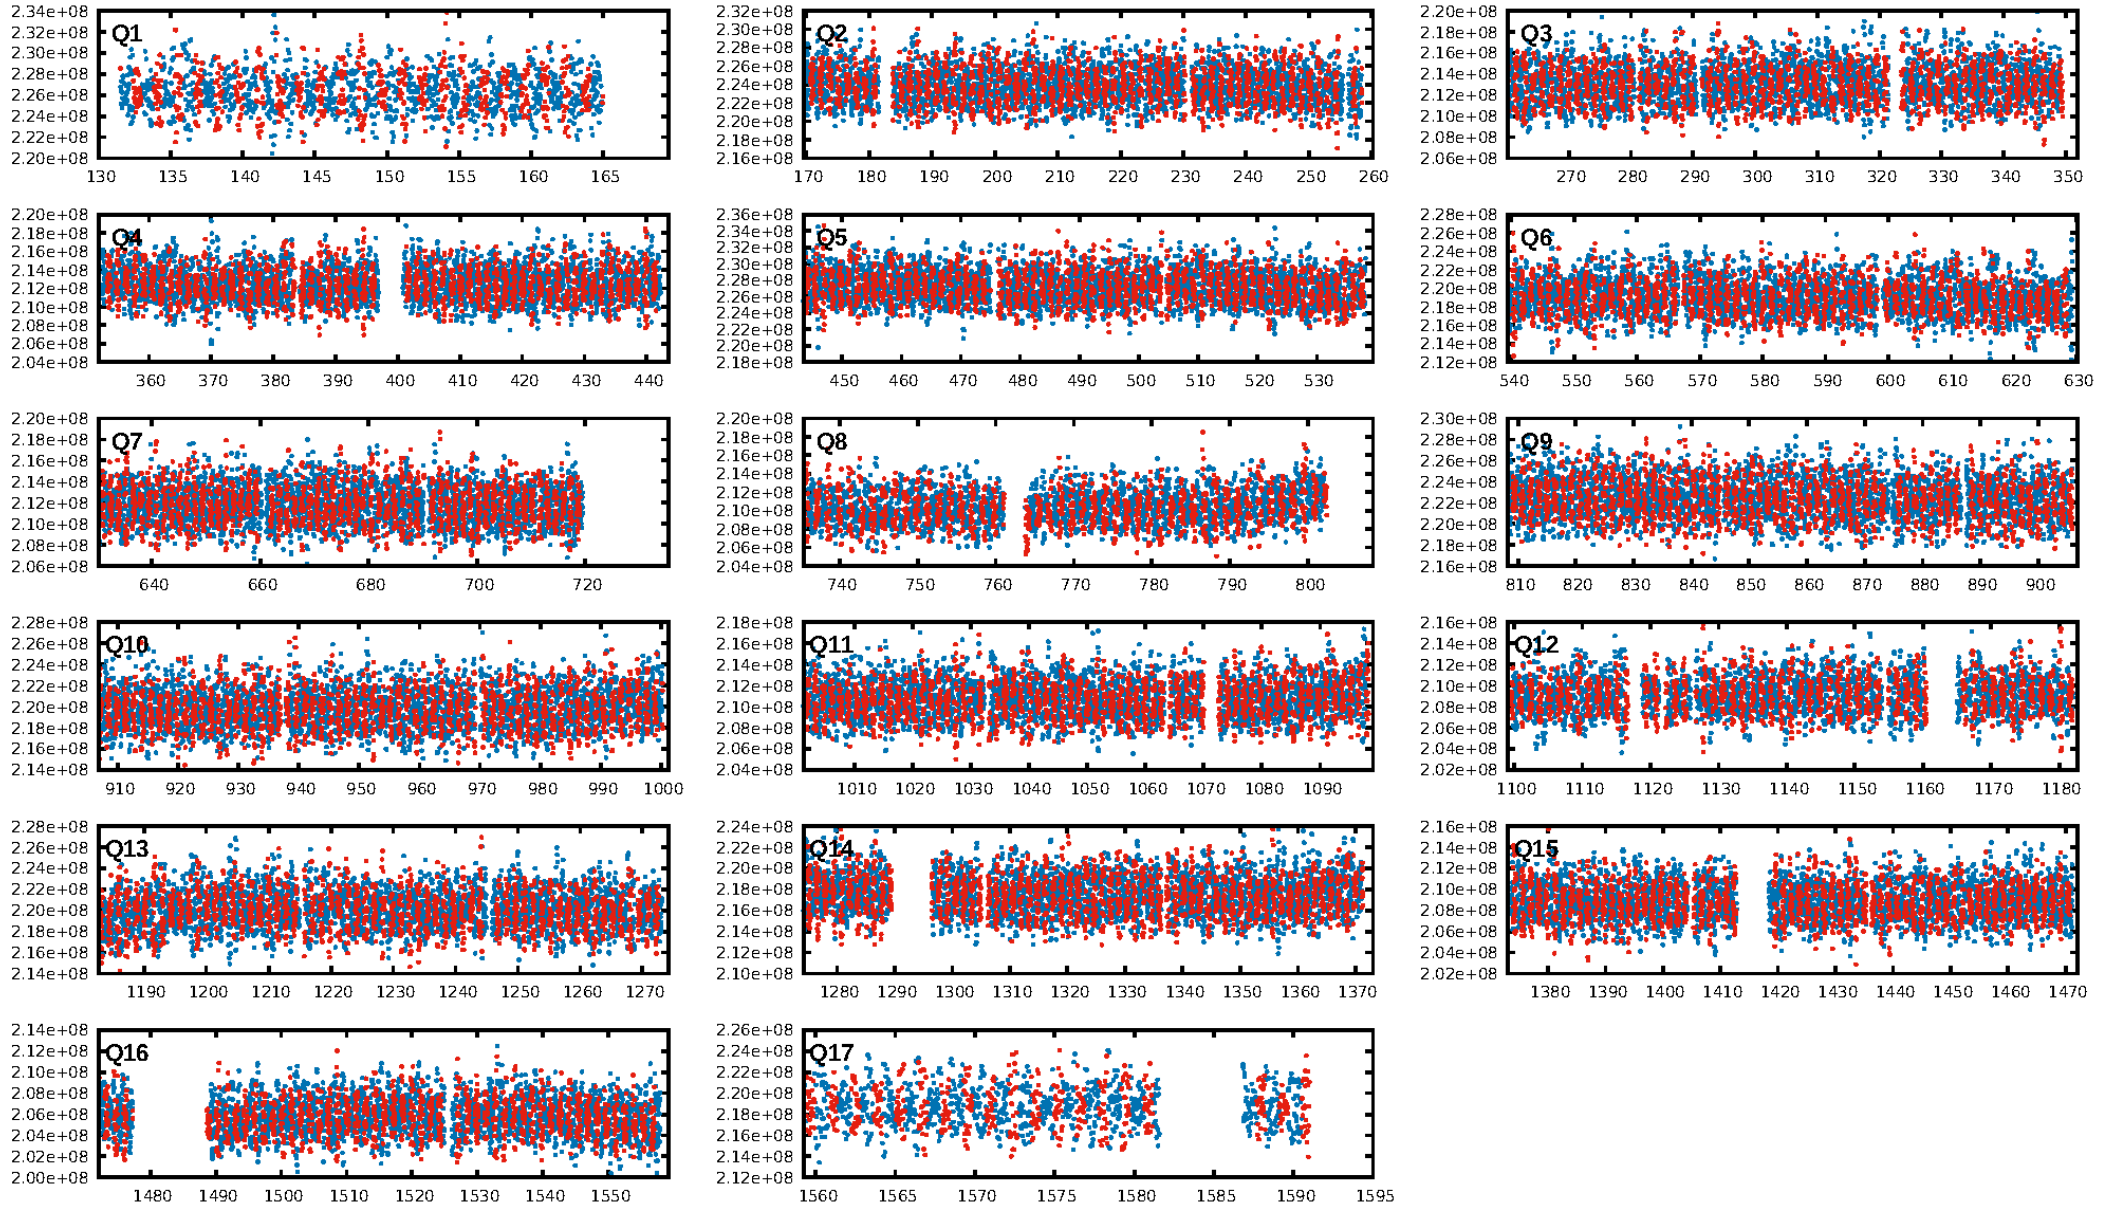 Q1
2.34e+08
2.32e+08
2.30e+08
2.28e+08
2.26e+08
2.24e+08
2.22e+08
2.20e+08
130 135 140 145 150 155 160 165
Q2
2.32e+08
2.30e+08
2.28e+08
2.26e+08
2.24e+08
2.22e+08
2.20e+08
2.18e+08
2.16e+08
170 180 190 200 210 220 230 240 250 260
Q3
2.20e+08
2.18e+08
2.16e+08
2.14e+08
2.12e+08
2.10e+08
2.08e+08
2.06e+08
270 280 290 300 310 320 330 340 350
Q4
2.20e+08
2.18e+08
2.16e+08
2.14e+08
2.12e+08
2.10e+08
2.08e+08
2.06e+08
2.04e+08
360 370 380 390 400 410 420 430 440
Q5
2.36e+08
2.34e+08
2.32e+08
2.30e+08
2.28e+08
2.26e+08
2.24e+08
2.22e+08
2.20e+08
2.18e+08
450 460 470 480 490 500 510 520 530
Q6
2.28e+08
2.26e+08
2.24e+08
2.22e+08
2.20e+08
2.18e+08
2.16e+08
2.14e+08
2.12e+08
540 550 560 570 580 590 600 610 620 630
Q7
2.20e+08
2.18e+08
2.16e+08
2.14e+08
2.12e+08
2.10e+08
2.08e+08
2.06e+08
640 660 680 700 720
Q8
2.20e+08
2.18e+08
2.16e+08
2.14e+08
2.12e+08
2.10e+08
2.08e+08
2.06e+08
2.04e+08
740 750 760 770 780 790 800
Q9
2.30e+08
2.28e+08
2.26e+08
2.24e+08
2.22e+08
2.20e+08
2.18e+08
2.16e+08
810 820 830 840 850 860 870 880 890 900
Q10
2.28e+08
2.26e+08
2.24e+08
2.22e+08
2.20e+08
2.18e+08
2.16e+08
2.14e+08
910 920 930 940 950 960 970 980 990 1000
Q11
2.18e+08
2.16e+08
2.14e+08
2.12e+08
2.10e+08
2.08e+08
2.06e+08
2.04e+08
1010 1020 1030 1040 1050 1060 1070 1080 1090
Q12
2.16e+08
2.14e+08
2.12e+08
2.10e+08
2.08e+08
2.06e+08
2.04e+08
2.02e+08
1100 1110 1120 1130 1140 1150 1160 1170 1180
Q13
2.28e+08
2.26e+08
2.24e+08
2.22e+08
2.20e+08
2.18e+08
2.16e+08
2.14e+08
1190 1200 1210 1220 1230 1240 1250 1260 1270
Q14
2.24e+08
2.22e+08
2.20e+08
2.18e+08
2.16e+08
2.14e+08
2.12e+08
2.10e+08
1280 1290 1300 1310 1320 1330 1340 1350 1360 1370
Q15
2.16e+08
2.14e+08
2.12e+08
2.10e+08
2.08e+08
2.06e+08
2.04e+08
2.02e+08
1380 1390 1400 1410 1420 1430 1440 1450 1460 1470
Q16
2.14e+08
2.12e+08
2.10e+08
2.08e+08
2.06e+08
2.04e+08
2.02e+08
2.00e+08
1480 1490 1500 1510 1520 1530 1540 1550
Q17
2.26e+08
2.24e+08
2.22e+08
2.20e+08
2.18e+08
2.16e+08
2.14e+08
2.12e+08
1560 1565 1570 1575 1580 1585 1590 1595